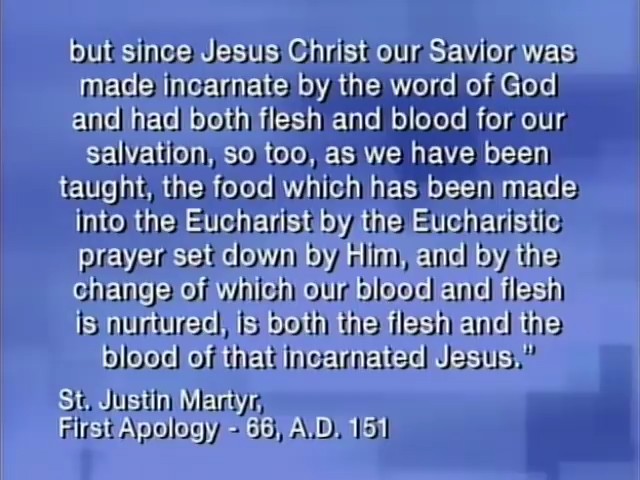 but since Jesus Christ our Savior was
made incarnate by the word of God
and had both flesh and blood for our
salvation, so too, as we have been
taught, the food which has been made
into the Eucharist by the Eucharistic
prayer set down by Him, and by the
change of which our blood and flesh
is nurtured, is both the flesh and the
blood of that incarnated Jesus."
St. Justin Martyr,
First Apology - 66, A.D. 151